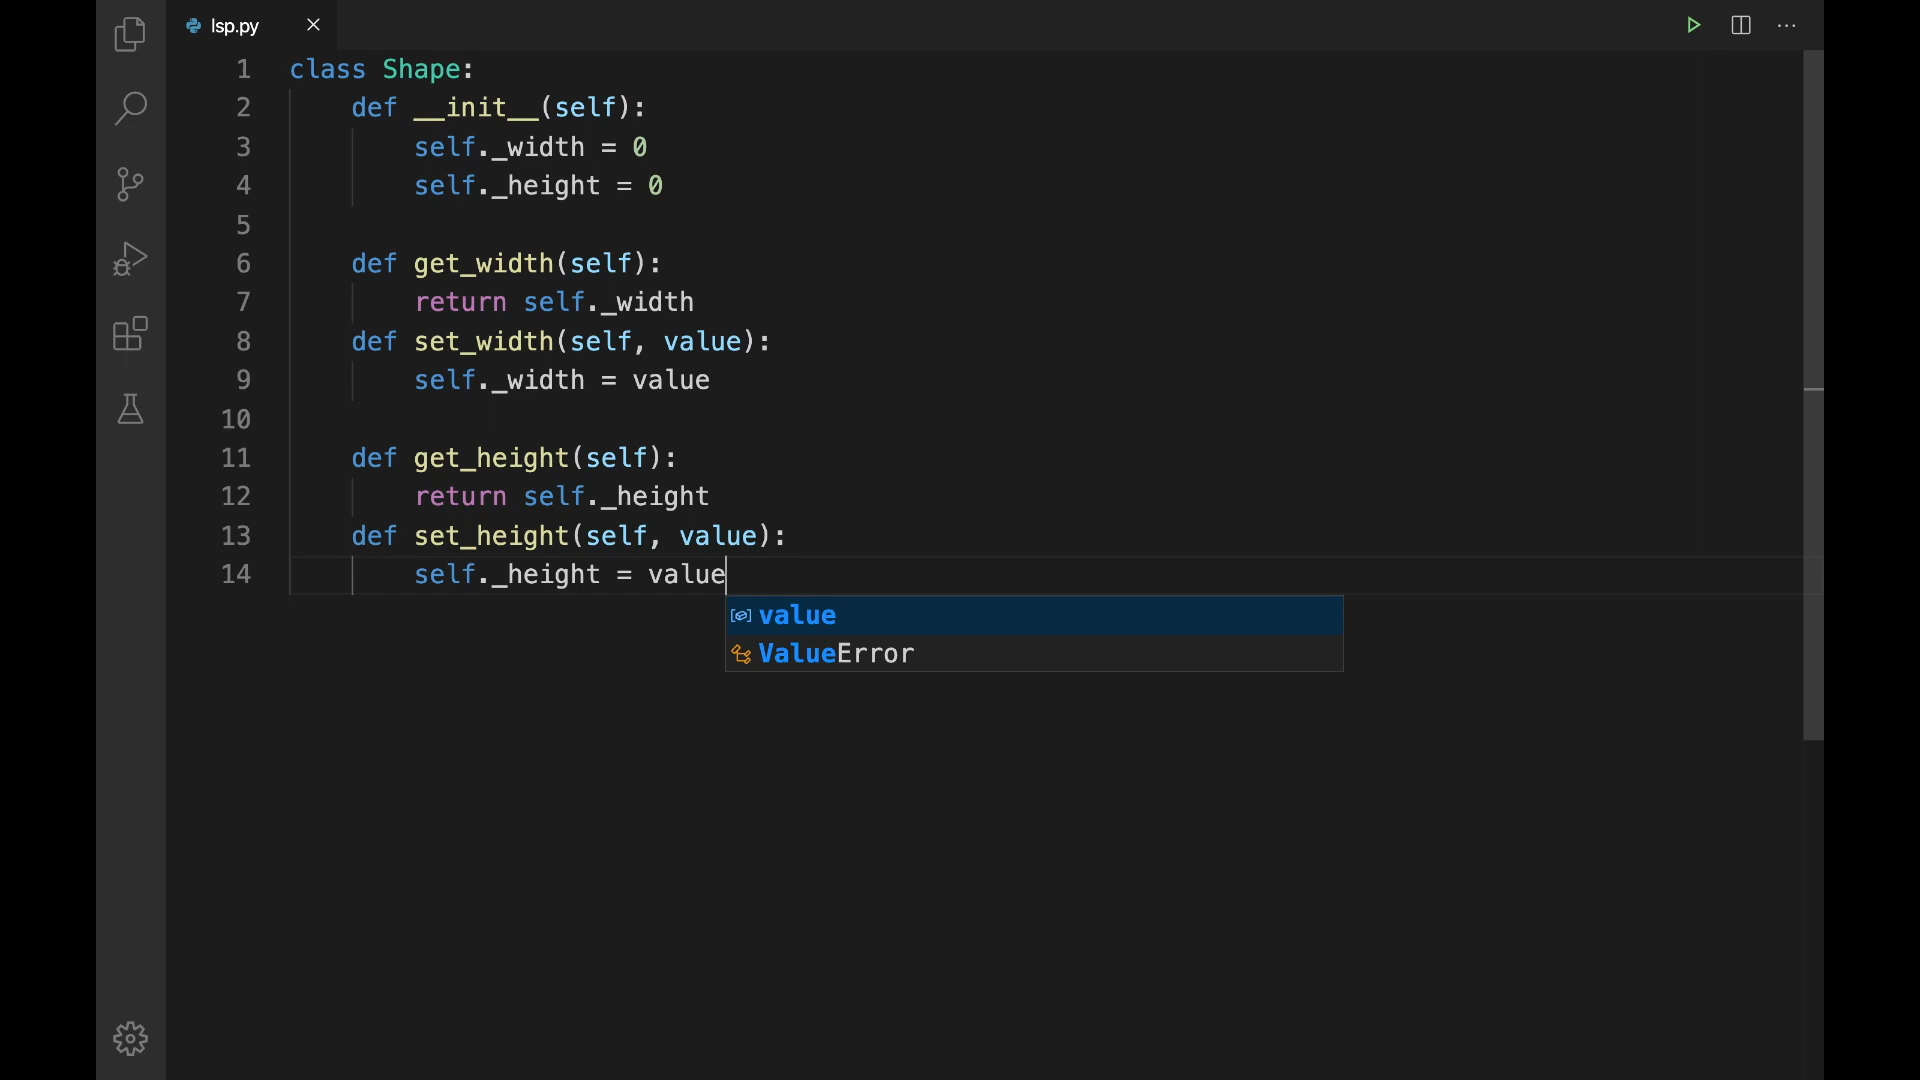 lsp.py
1 class Shape:
2     def __init__(self):
3         self._width = 0
4         self._height = 0
5
6     def get_width(self):
7         return self._width
8     def set_width(self, value):
9         self._width = value
10
11     def get_height(self):
12         return self._height
13     def set_height(self, value):
14         self._height = value
value
ValueError